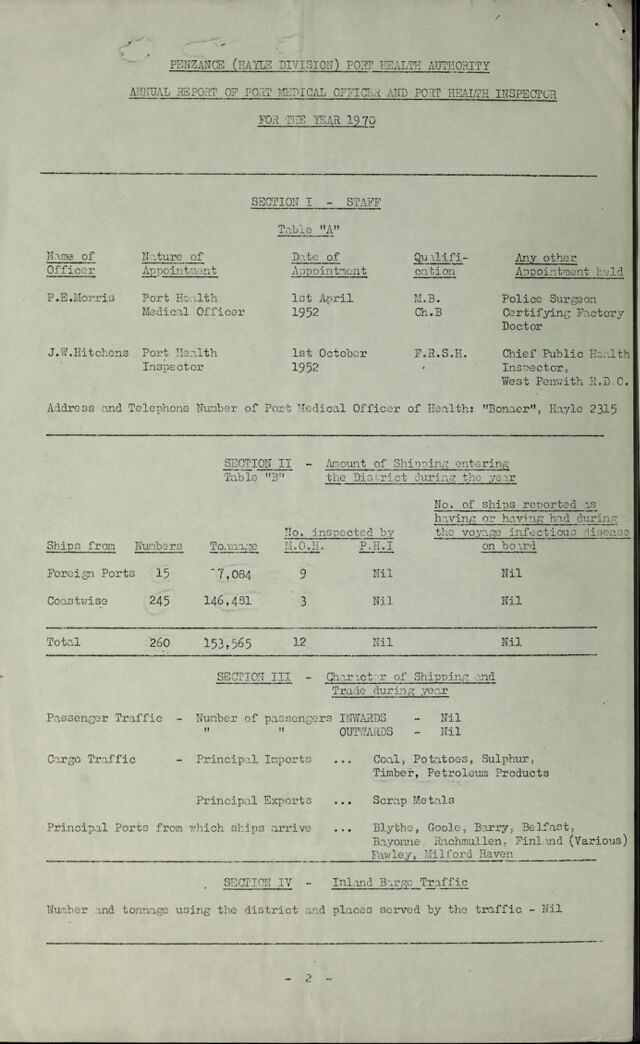 PENZANCE (HAYLE DIVISION) PORT HEALTH AUTHORITY
ANNUAL REPORT OF PORT MEDICAL OFFICER AND PORT HEALTH INSPECTOR
FOR THE YEAR 1970
SECTION I - STAFF
Table "A"
Name of Officer Nature of Appointment Date of Appointment Qualifi-cation Any other Appointment held
P.E.Morris Port Health Medical Officer 1st April 1952 M.B. Ch.B Police Surgeon Certifying Factory Doctor
J.W.Hitchens Port Health Inspector 1st October 1952 F.R.S.H. Chief Public Health Inspector, West Penwith R.D.C.
Address and Telephone Number of Port Medical Officer of Health: "Bonaer", Hayle 2315
SECTION II - Amount of Shipping entering
Table "B" the District during the year
Ships from Numbers Tonnage No. inspected by M.O.H. P.H.I No. of ships reported as having or having had during the voyage infectious disease on board
Foreign Ports 15 7,084 9 Nil Nil
Coastwise 245 146,481 3 Nil Nil
Total 260 153,565 12 Nil Nil
SECTION III - Character of Shipping and
Trade during year
Passenger Traffic - Number of passengers INWARDS - Nil
" " OUTWARDS - Nil
Cargo Traffic - Principal Imports ... Coal, Potatoes, Sulphur,
Timber, Petroleum Products
Principal Exports ... Scrap Metals
Principal Ports from which ships arrive ... Blyths, Goole, Barry, Belfast,
Bayonne, Rachmullen, Finland (Various)
Fawley, Milford Haven
SECTION IV - Inland Barge Traffic
Number and tonnage using the district and places served by the traffic - Nil
- 2 -